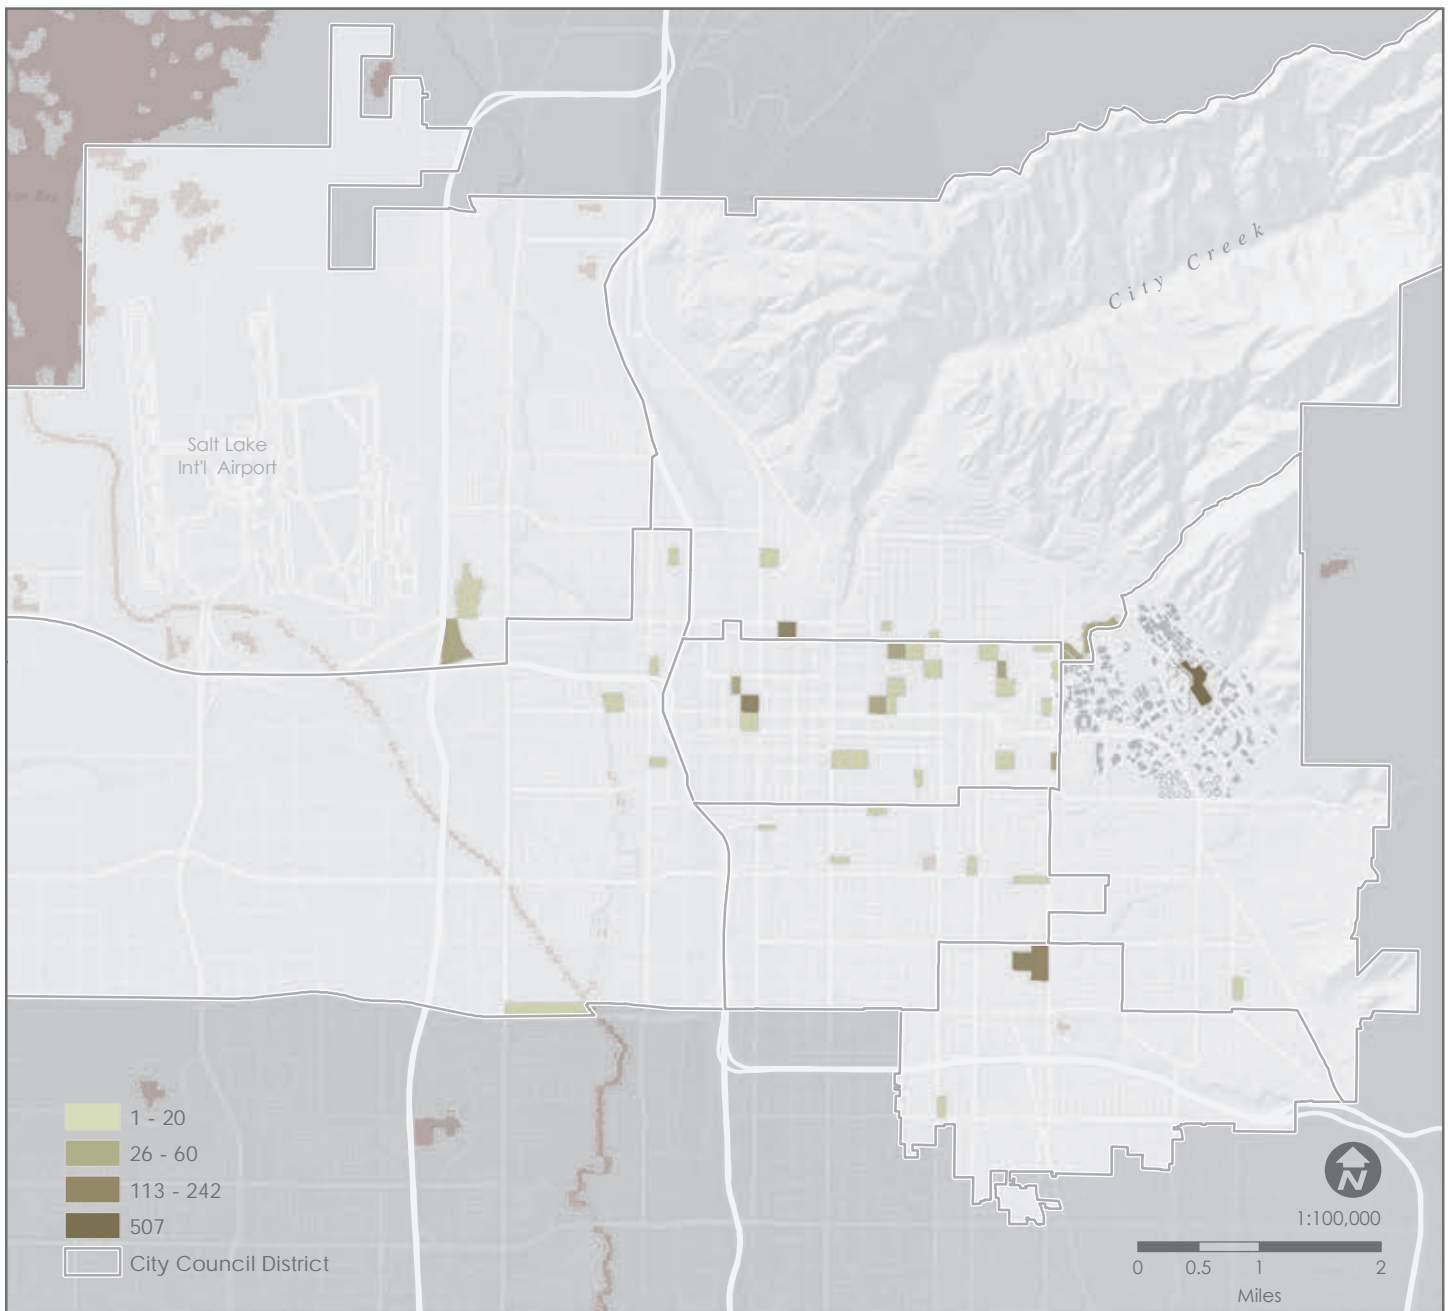 City Creek
Salt Lake
Int'l Airport
1 - 20
26 - 60
113 - 242
507
City Council District
N
1:100,000
0 0.5 1 2
Miles